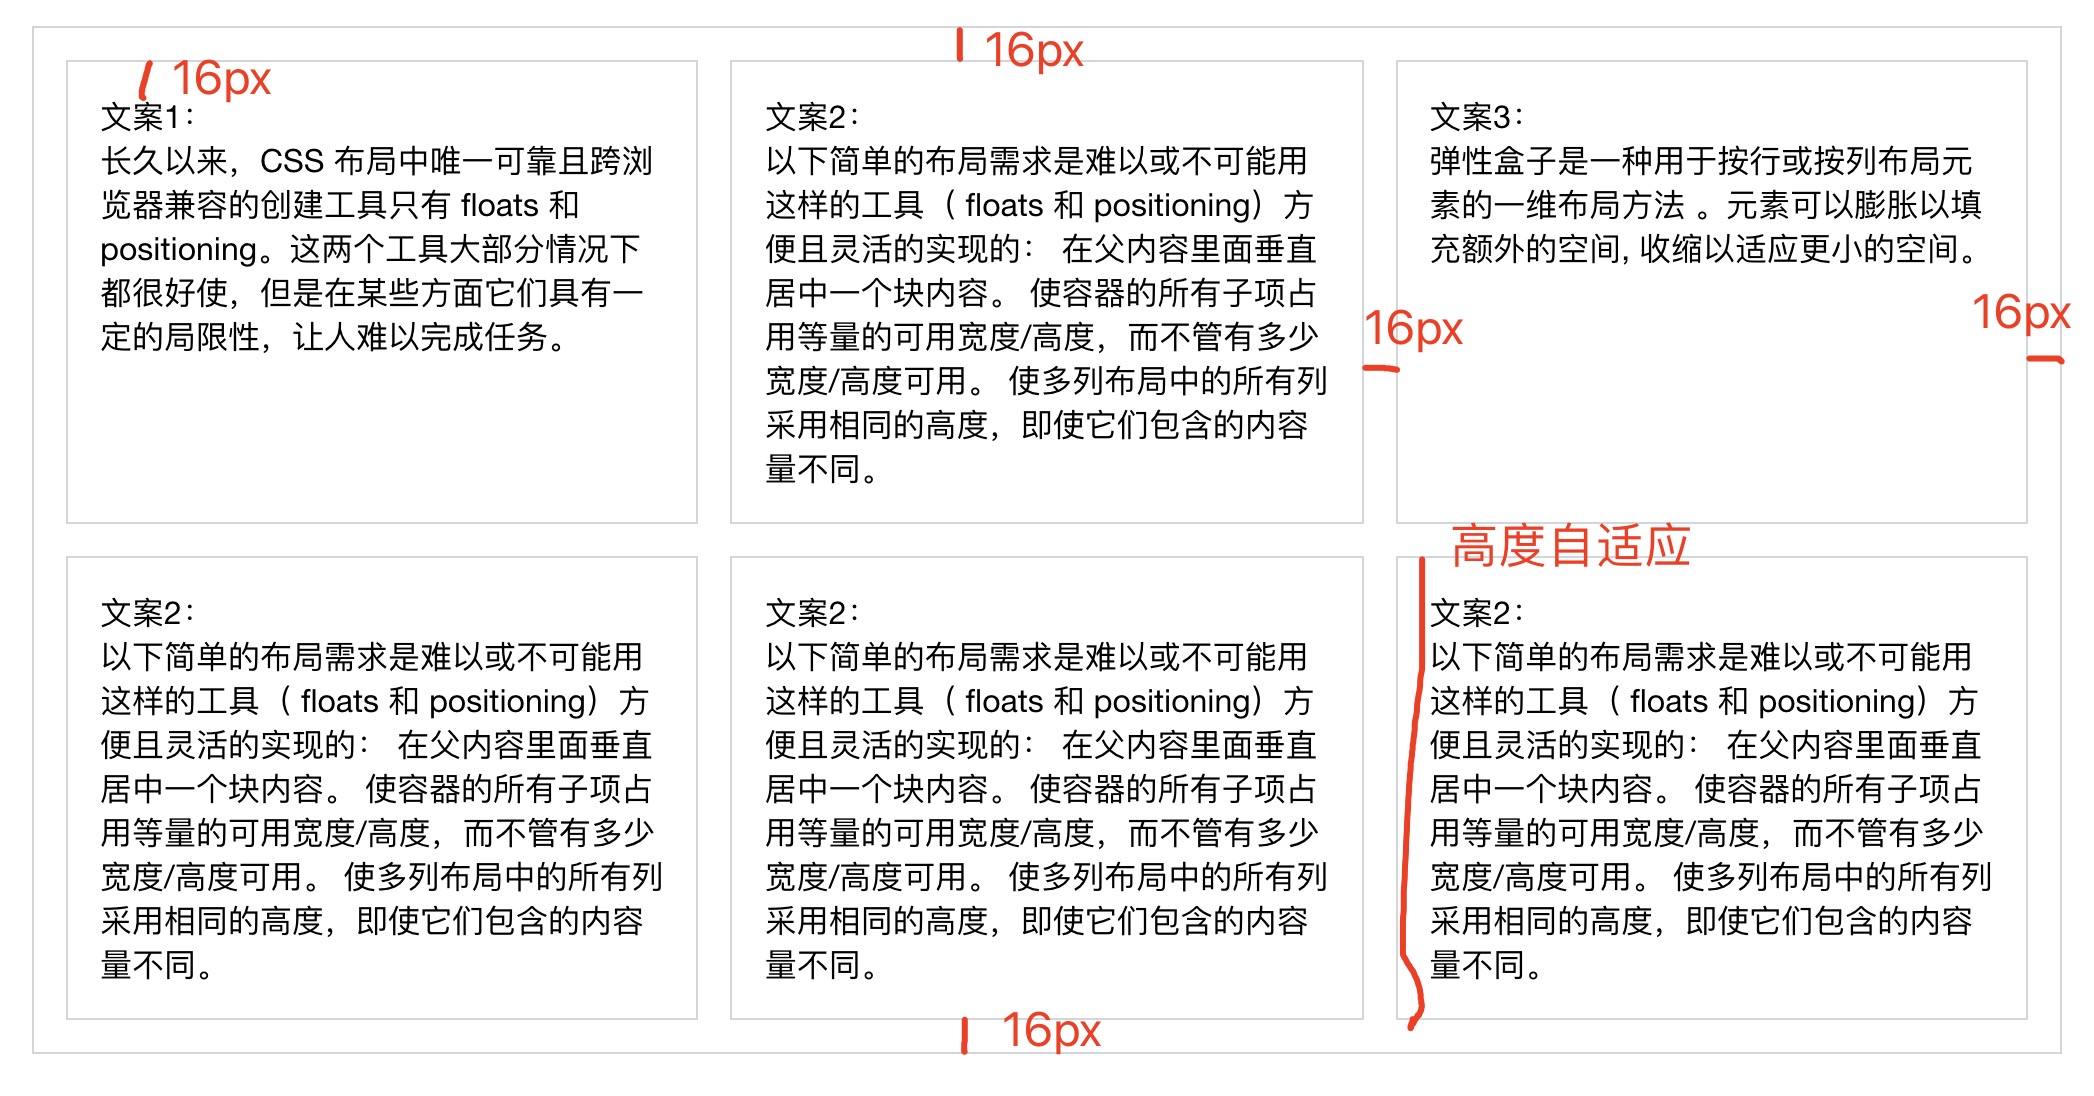 16px
16px
文案1：
长久以来，CSS 布局中唯一可靠且跨浏
览器兼容的创建工具只有 floats 和
positioning。这两个工具大部分情况下
都很好使，但是在某些方面它们具有一
定的局限性，让人难以完成任务。
文案2：
以下简单的布局需求是难以或不可能用
这样的工具（ floats 和 positioning）方
便且灵活的实现的： 在父内容里面垂直
居中一个块内容。 使容器的所有子项占
用等量的可用宽度/高度，而不管有多少
宽度/高度可用。 使多列布局中的所有列
采用相同的高度，即使它们包含的内容
量不同。
文案3：
弹性盒子是一种用于按行或按列布局元
素的一维布局方法 。元素可以膨胀以填
充额外的空间, 收缩以适应更小的空间。
16px
16px
高度自适应
文案2：
以下简单的布局需求是难以或不可能用
这样的工具（ floats 和 positioning）方
便且灵活的实现的： 在父内容里面垂直
居中一个块内容。 使容器的所有子项占
用等量的可用宽度/高度，而不管有多少
宽度/高度可用。 使多列布局中的所有列
采用相同的高度，即使它们包含的内容
量不同。
文案2：
以下简单的布局需求是难以或不可能用
这样的工具（ floats 和 positioning）方
便且灵活的实现的： 在父内容里面垂直
居中一个块内容。 使容器的所有子项占
用等量的可用宽度/高度，而不管有多少
宽度/高度可用。 使多列布局中的所有列
采用相同的高度，即使它们包含的内容
量不同。
文案2：
以下简单的布局需求是难以或不可能用
这样的工具（ floats 和 positioning）方
便且灵活的实现的： 在父内容里面垂直
居中一个块内容。 使容器的所有子项占
用等量的可用宽度/高度，而不管有多少
宽度/高度可用。 使多列布局中的所有列
采用相同的高度，即使它们包含的内容
量不同。
16px